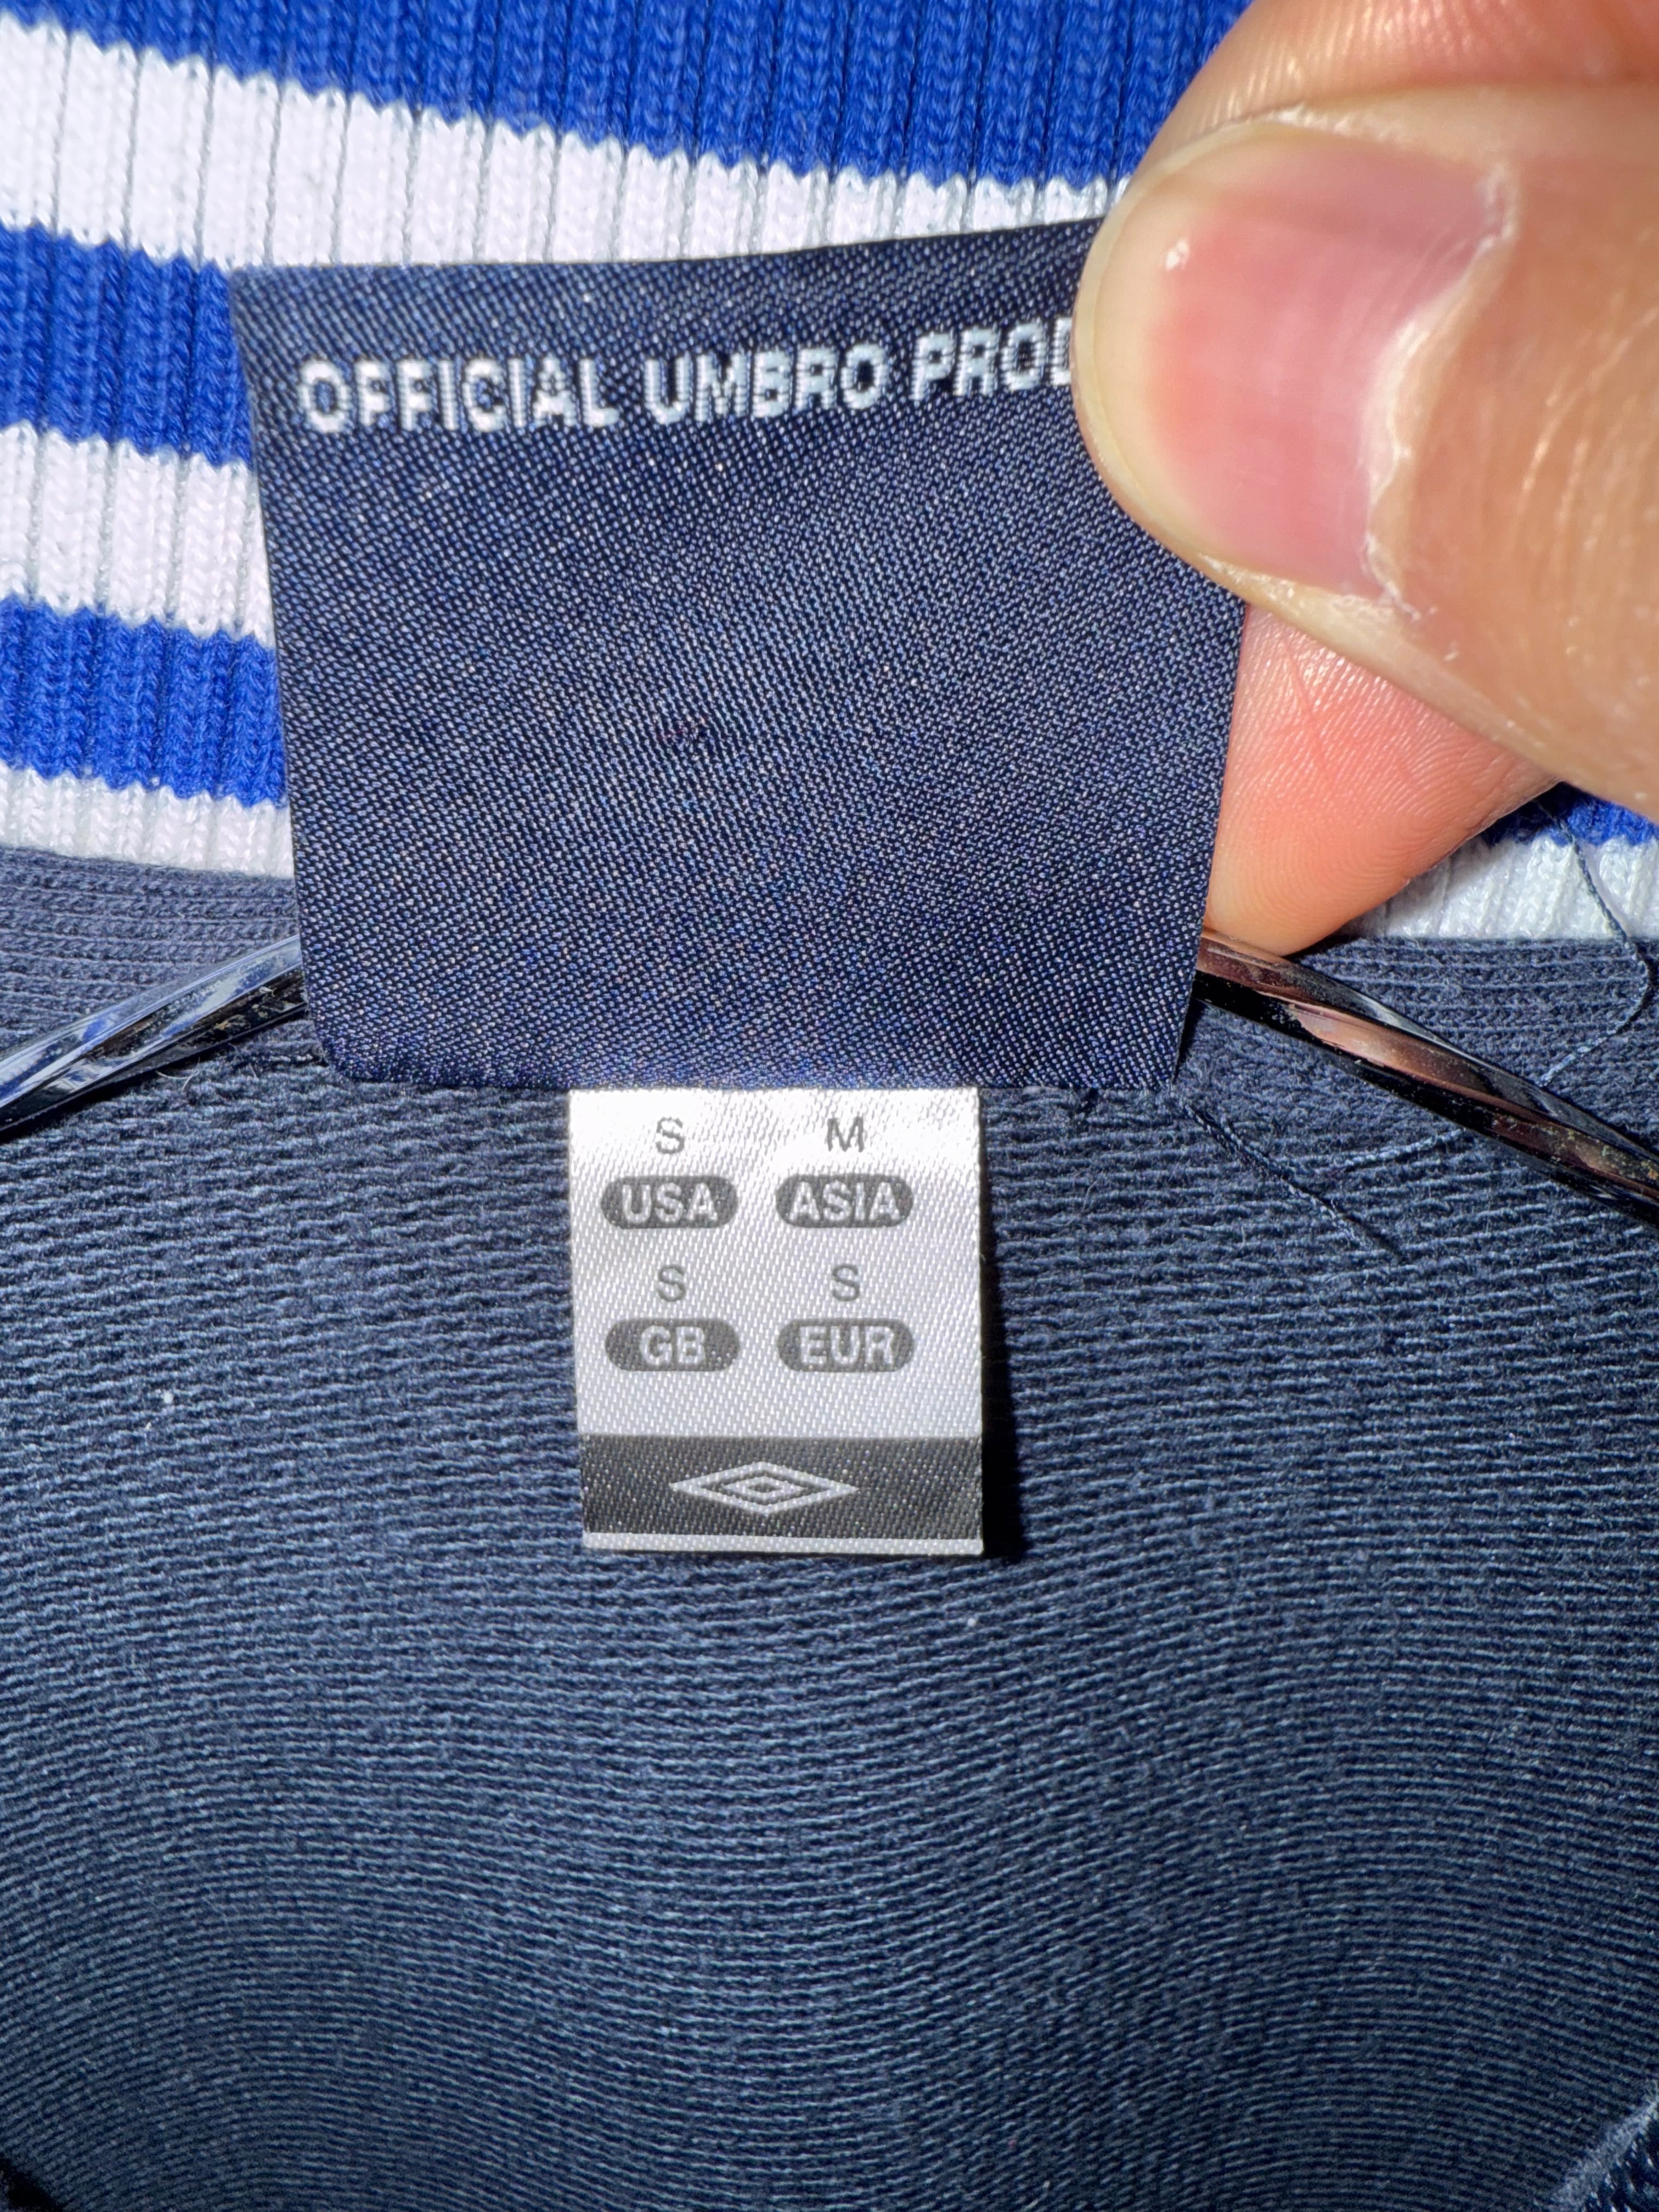 OFFICIAL UMBRO PROD
S M
USA ASIA
S S
GB EUR